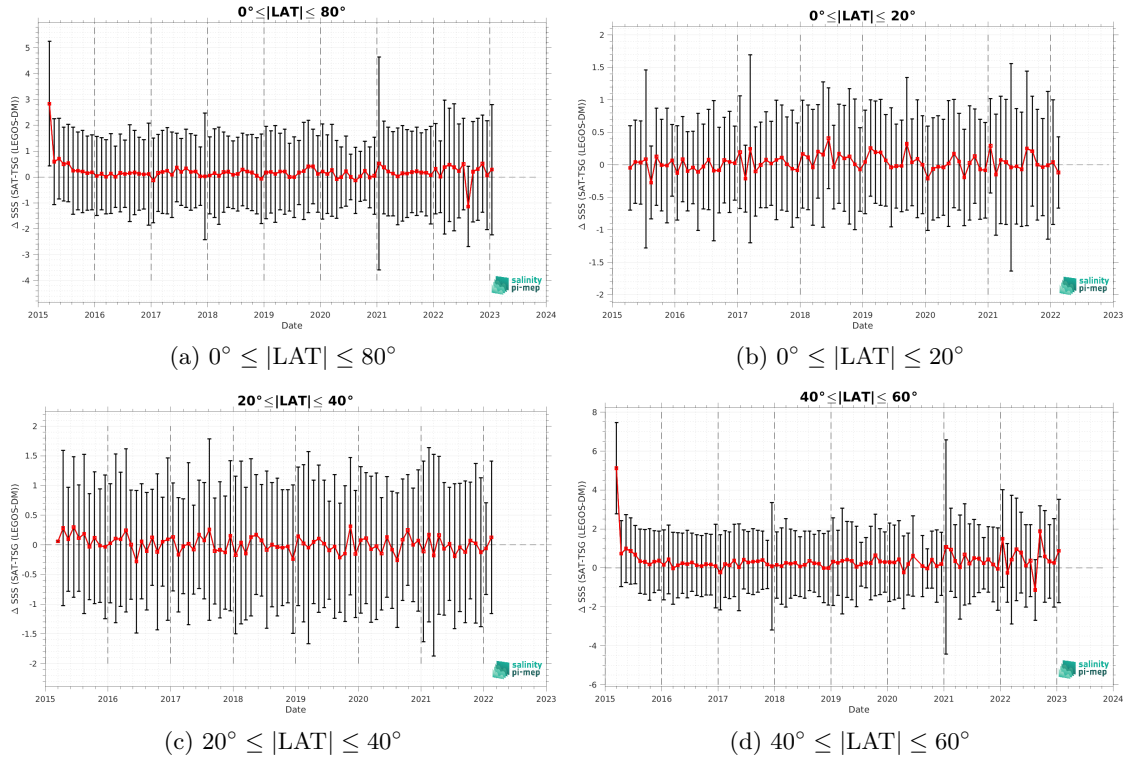 0°≤|LAT|≤ 80°
Δ SSS (SAT-TSG (LEGOS-DM))
5
4
3
2
1
0
-1
-2
-3
-4
2015 2016 2017 2018 2019 2020 2021 2022 2023 2024
Date
salinity
pi-mep
(a) 0° ≤ |LAT| ≤ 80°
0°≤|LAT|≤ 20°
Δ SSS (SAT-TSG (LEGOS-DM))
2
1.5
1
0.5
0
-0.5
-1
-1.5
-2
2015 2016 2017 2018 2019 2020 2021 2022 2023
Date
salinity
pi-mep
(b) 0° ≤ |LAT| ≤ 20°
20°≤|LAT|≤ 40°
Δ SSS (SAT-TSG (LEGOS-DM))
2
1.5
1
0.5
0
-0.5
-1
-1.5
-2
2015 2016 2017 2018 2019 2020 2021 2022 2023
Date
salinity
pi-mep
(c) 20° ≤ |LAT| ≤ 40°
40°≤|LAT|≤ 60°
Δ SSS (SAT-TSG (LEGOS-DM))
8
6
4
2
0
-2
-4
-6
2015 2016 2017 2018 2019 2020 2021 2022 2023 2024
Date
salinity
pi-mep
(d) 40° ≤ |LAT| ≤ 60°